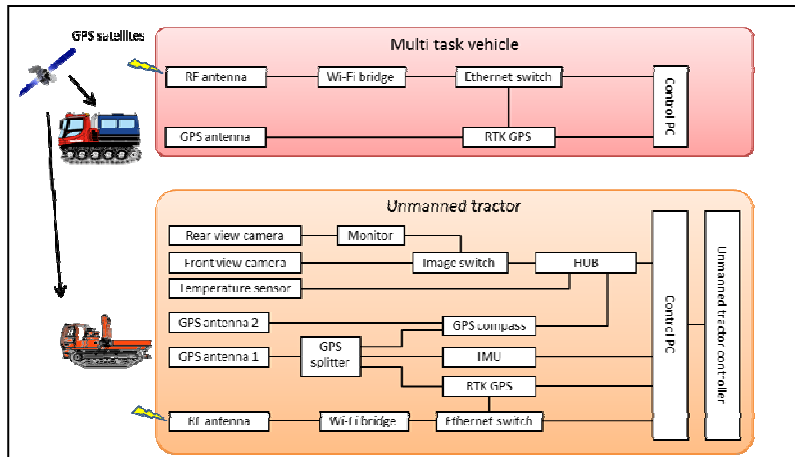 GPS satellites
Multi task vehicle
RF antenna
Wi-Fi bridge
Ethernet switch
Control PC
GPS antenna
RTK GPS
Unmanned tractor
Rear view camera
Monitor
Front view camera
Image switch
HUB
Temperature sensor
GPS antenna 2
GPS compass
GPS antenna 1
GPS
splitter
IMU
RTK GPS
RF antenna
Wi-Fi bridge
Ethernet switch
Control PC
Unmanned tractor controller